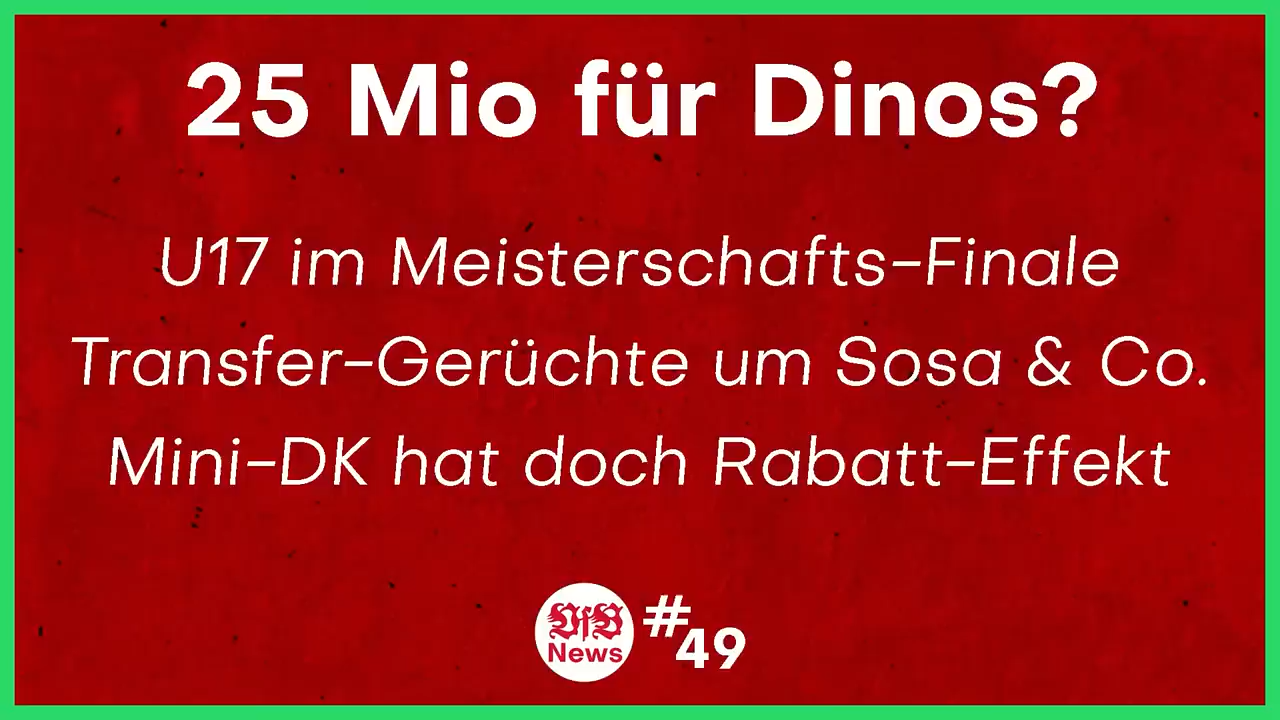 25 Mio für Dinos?
U17 im Meisterschafts-Finale
Transfer-Gerüchte um Sosa & Co.
Mini-DK hat doch Rabatt-Effekt
VfB
News
#49